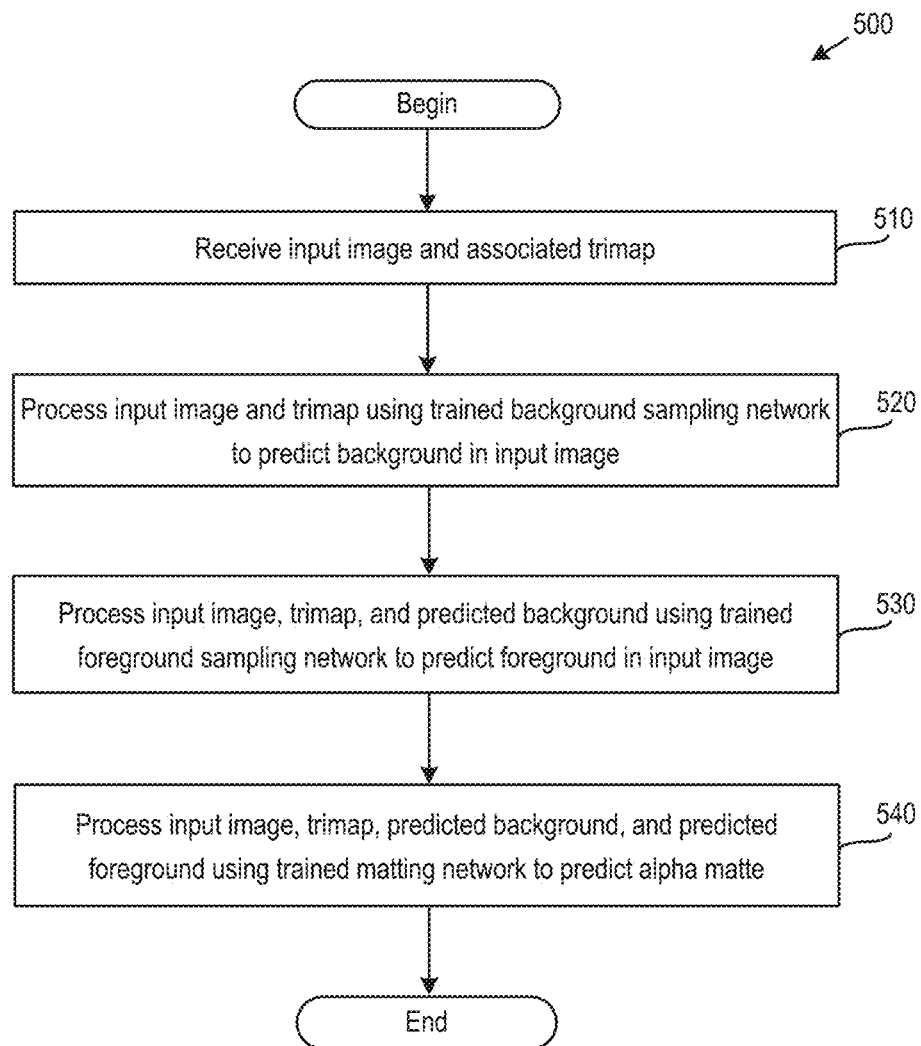 500
Begin
510
Receive input image and associated trimap
520
Process input image and trimap using trained background sampling network
to predict background in input image
530
Process input image, trimap, and predicted background using trained
foreground sampling network to predict foreground in input image
540
Process input image, trimap, predicted background, and predicted
foreground using trained matting network to predict alpha matte
End